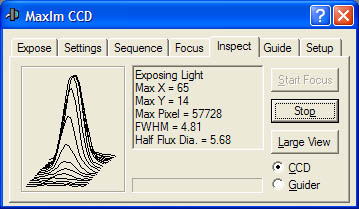 MaxIm CCD
Expose Settings Sequence Focus Inspect Guide Setup
Exposing Light
Max X = 65
Max Y = 14
Max Pixel = 57728
FWHM = 4.81
Half Flux Dia. = 5.68
Start Focus
Stop
Large View
CCD
Guider